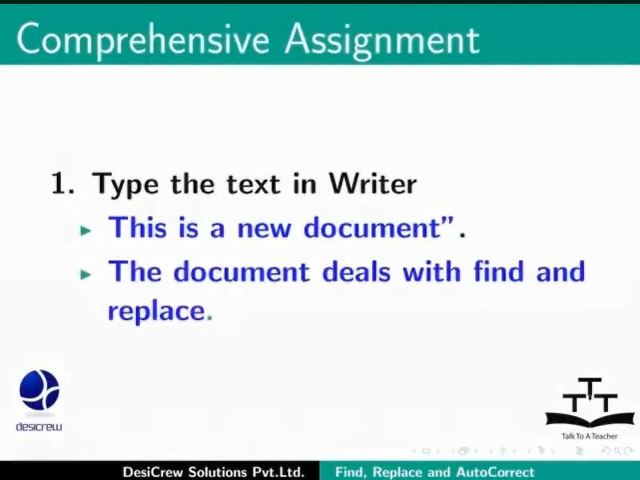 Comprehensive Assignment
1. Type the text in Writer
This is a new document”.
The document deals with find and
replace.
desicrew
TTT
Talk To A Teacher
DesiCrew Solutions Pvt.Ltd. Find, Replace and AutoCorrect